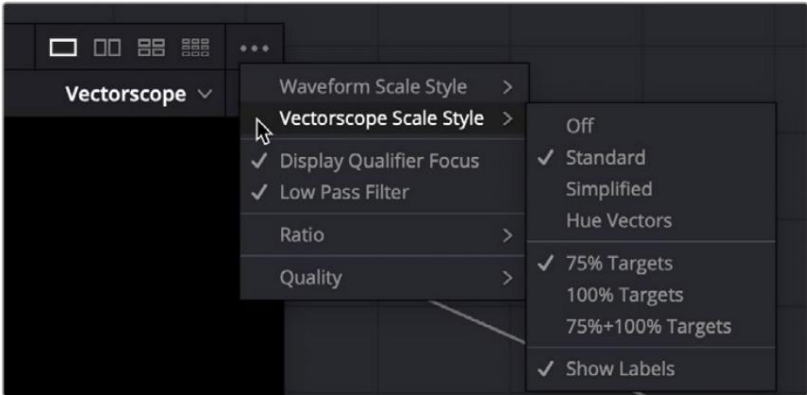 Vectorscope
Waveform Scale Style
Vectorscope Scale Style
Display Qualifier Focus
Low Pass Filter
Ratio
Quality
Off
Standard
Simplified
Hue Vectors
75% Targets
100% Targets
75%+100% Targets
Show Labels